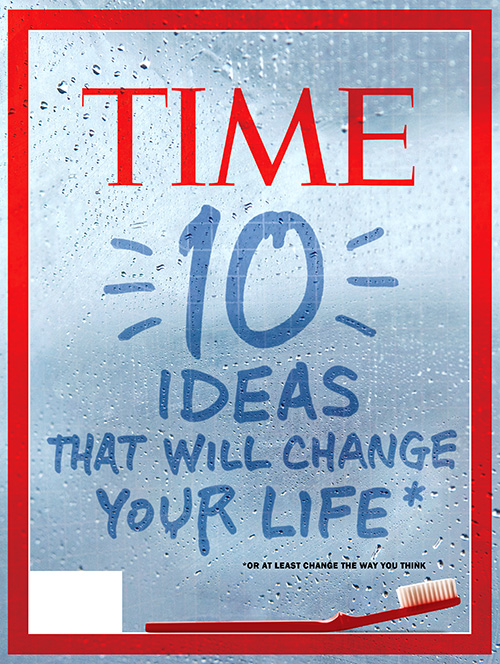 TIME
10
IDEAS
THAT WILL CHANGE
YOUR LIFE*
*OR AT LEAST CHANGE THE WAY YOU THINK